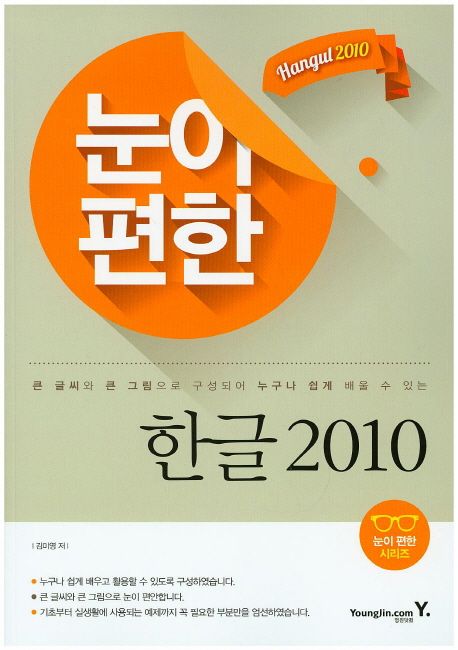 Hangul 2010
눈이
편한
큰 글씨와 큰 그림으로 구성되어 누구나 쉽게 배울 수 있는
한글 2010
눈이 편한
시리즈
| 김미영 저 |
● 누구나 쉽게 배우고 활용할 수 있도록 구성하였습니다.
● 큰 글씨와 큰 그림으로 눈이 편안합니다.
● 기초부터 실생활에 사용되는 예제까지 꼭 필요한 부분만을 엄선하였습니다.
YoungJin.com Y.
영진닷컴